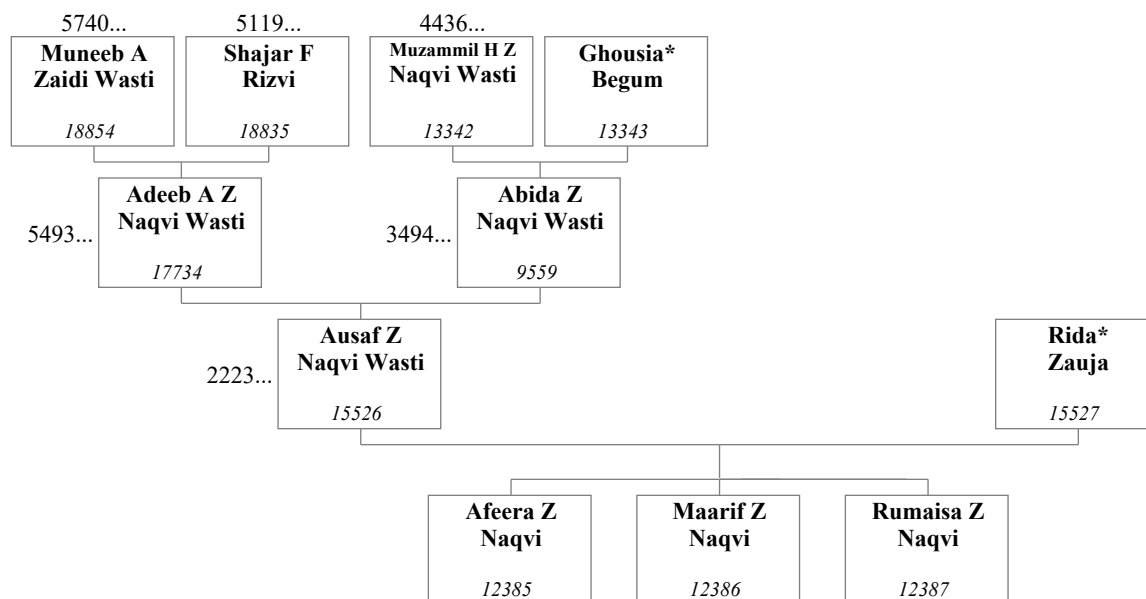 5740...
5119...
4436...
Muneeb A
Zaidi Wasti
18854
Shajar F
Rizvi
18835
Muzammil H Z
Naqvi Wasti
13342
Ghousia*
Begum
13343
5493...
Adeeb A Z
Naqvi Wasti
17734
3494...
Abida Z
Naqvi Wasti
9559
2223...
Ausaf Z
Naqvi Wasti
15526
Rida*
Zauja
15527
Afeera Z
Naqvi
12385
Maarif Z
Naqvi
12386
Rumaisa Z
Naqvi
12387